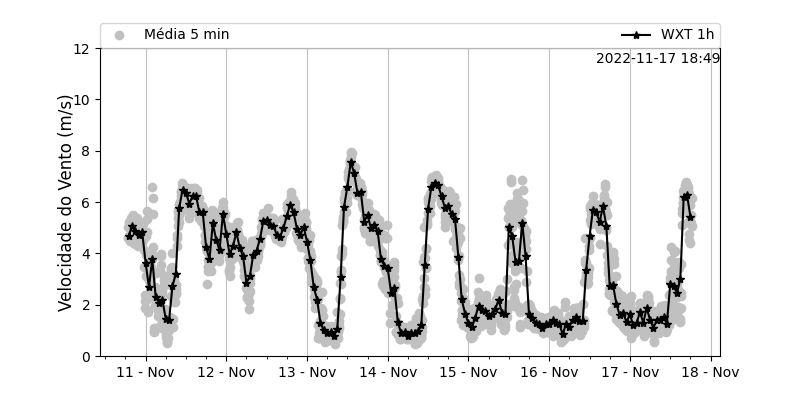 Média 5 min
WXT 1h
2022-11-17 18:49
Velocidade do Vento (m/s)
12
10
8
6
4
2
0
11 - Nov
12 - Nov
13 - Nov
14 - Nov
15 - Nov
16 - Nov
17 - Nov
18 - Nov